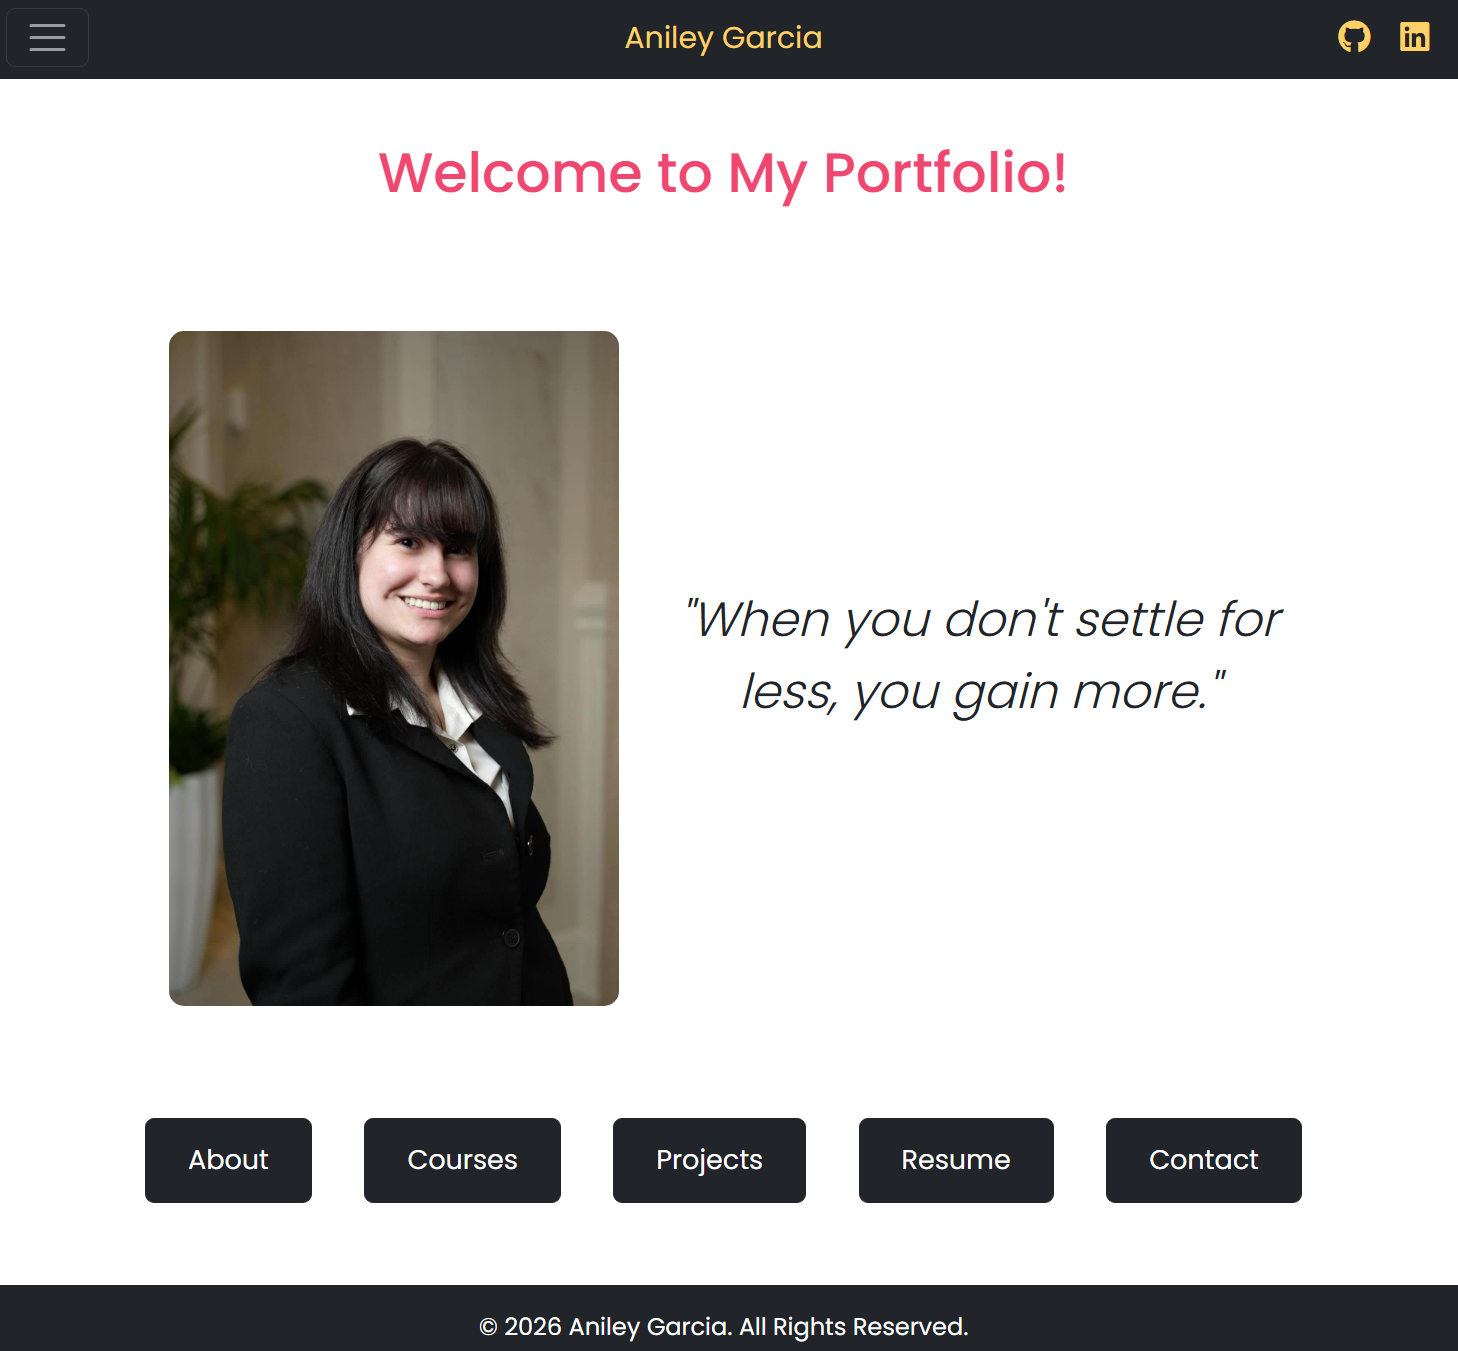 Aniley Garcia
in
Welcome to My Portfolio!
"When you don't settle for
less, you gain more."
About
Courses
Projects
Resume
Contact
© 2026 Aniley Garcia. All Rights Reserved.